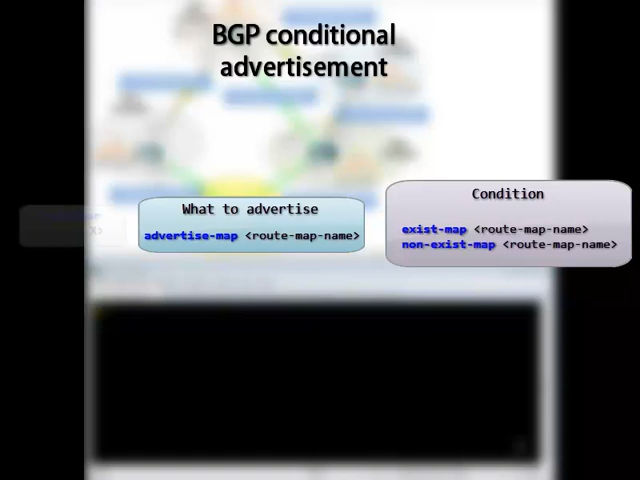 BGP conditional
advertisement
What to advertise
advertise-map <route-map-name>
Condition
exist-map <route-map-name>
non-exist-map <route-map-name>